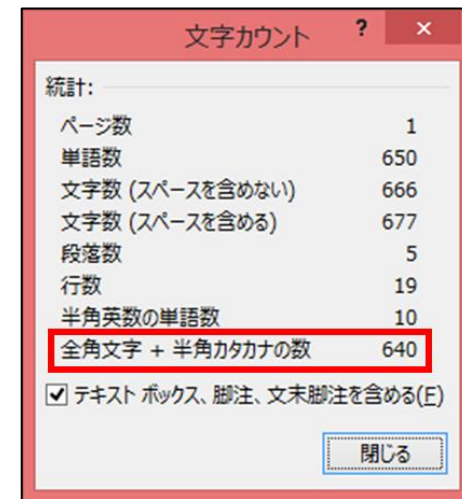 文字カウント ? ×
統計:
ページ数 1
単語数 650
文字数 (スペースを含めない) 666
文字数 (スペースを含める) 677
段落数 5
行数 19
半角英数の単語数 10
全角文字 + 半角カタカナの数 640
テキスト ボックス、脚注、文末脚注を含める(F)
閉じる